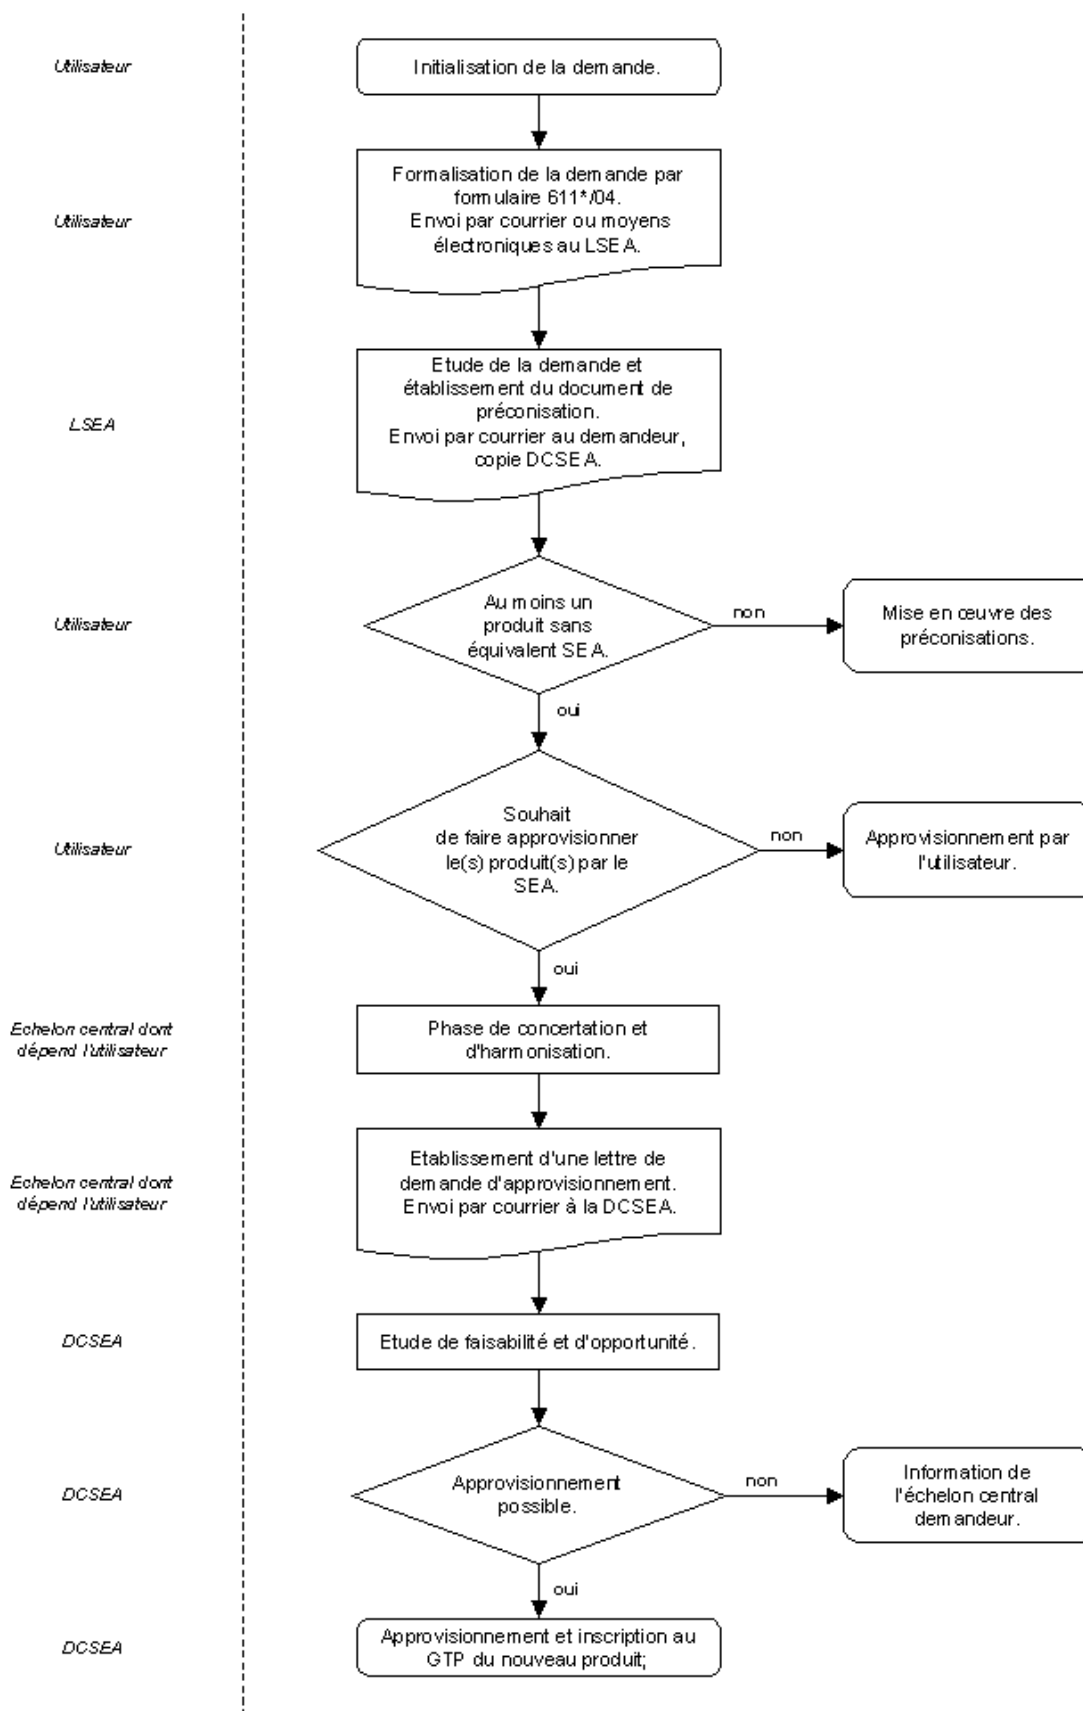 Utilisateur
Initialisation de la demande.
Utilisateur
Formalisation de la demande par
formulaire 611*/04.
Envoi par courrier ou moyens
électroniques au LSEA.
LSEA
Etude de la demande et
établissement du document de
préconisation.
Envoi par courrier au demandeur,
copie DCSEA.
Utilisateur
Au moins un
produit sans
équivalent SEA.
non
Mise en œuvre des
préconisations.
oui
Utilisateur
Souhait
de faire approvisionner
le(s) produit(s) par le
SEA.
non
Approvisionnement par
l'utilisateur.
oui
Echelon central dont
dépend l'utilisateur
Phase de concertation et
d'harmonisation.
Echelon central dont
dépend l'utilisateur
Etablissement d'une lettre de
demande d'approvisionnement.
Envoi par courrier à la DCSEA.
DCSEA
Etude de faisabilité et d'opportunité.
DCSEA
Approvisionnement
possible.
non
Information de
l'échelon central
demandeur.
oui
DCSEA
Approvisionnement et inscription au
GTP du nouveau produit;